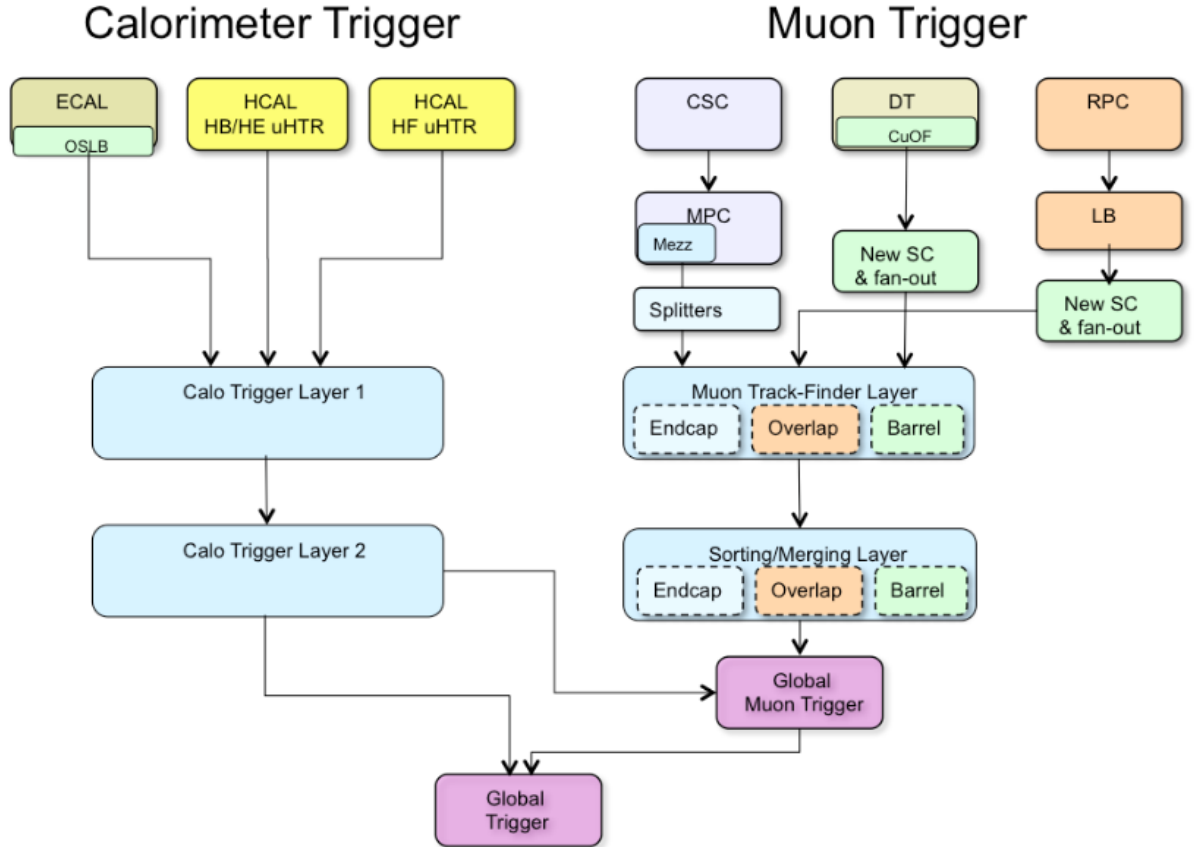 Calorimeter Trigger
Muon Trigger
ECAL
OSLB
HCAL
HB/HE uHTR
HCAL
HF uHTR
CSC
DT
CuOF
RPC
MPC
Mezz
LB
New SC
& fan-out
Splitters
New SC
& fan-out
Calo Trigger Layer 1
Muon Track-Finder Layer
Endcap
Overlap
Barrel
Calo Trigger Layer 2
Sorting/Merging Layer
Endcap
Overlap
Barrel
Global
Muon Trigger
Global
Trigger